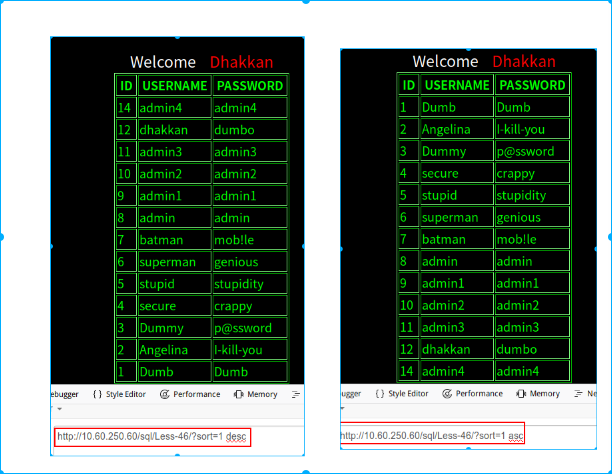 Welcome Dhakkan
ID USERNAME PASSWORD
14 admin4 admin4
12 dhakkan dumbo
11 admin3 admin3
10 admin2 admin2
9 admin1 admin1
8 admin admin
7 batman mob!le
6 superman genious
5 stupid stupidity
4 secure crappy
3 Dummy p@ssword
2 Angelina I-kill-you
1 Dumb Dumb
ebugger {} Style Editor Performance Memory
http://10.60.250.60/sql/Less-46/?sort=1 desc
Welcome Dhakkan
ID USERNAME PASSWORD
1 Dumb Dumb
2 Angelina I-kill-you
3 Dummy p@ssword
4 secure crappy
5 stupid stupidity
6 superman genious
7 batman mob!le
8 admin admin
9 admin1 admin1
10 admin2 admin2
11 admin3 admin3
12 dhakkan dumbo
14 admin4 admin4
bugger {} Style Editor Performance Memory Ne
http://10.60.250.60/sql/Less-46/?sort=1 asc